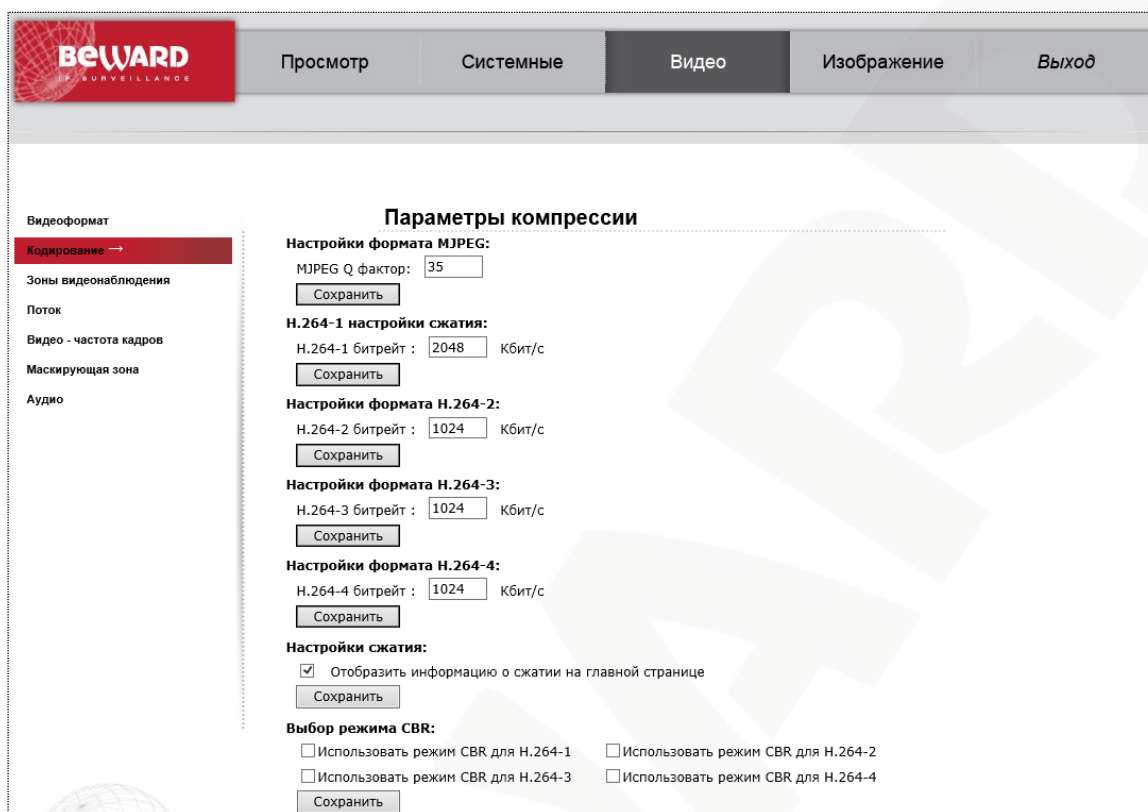 BEWARD
IP SURVEILLANCE
Просмотр Системные Видео Изображение Выход
Видеоформат
Кодирование →
Зоны видеонаблюдения
Поток
Видео - частота кадров
Маскирующая зона
Аудио
Параметры компрессии
Настройки формата MJPEG:
MJPEG Q фактор: 35
Сохранить
H.264-1 настройки сжатия:
H.264-1 битрейт : 2048 Кбит/с
Сохранить
Настройки формата H.264-2:
H.264-2 битрейт : 1024 Кбит/с
Сохранить
Настройки формата H.264-3:
H.264-3 битрейт : 1024 Кбит/с
Сохранить
Настройки формата H.264-4:
H.264-4 битрейт : 1024 Кбит/с
Сохранить
Настройки сжатия:
Отобразить информацию о сжатии на главной странице
Сохранить
Выбор режима CBR:
Использовать режим CBR для H.264-1 Использовать режим CBR для H.264-2
Использовать режим CBR для H.264-3 Использовать режим CBR для H.264-4
Сохранить